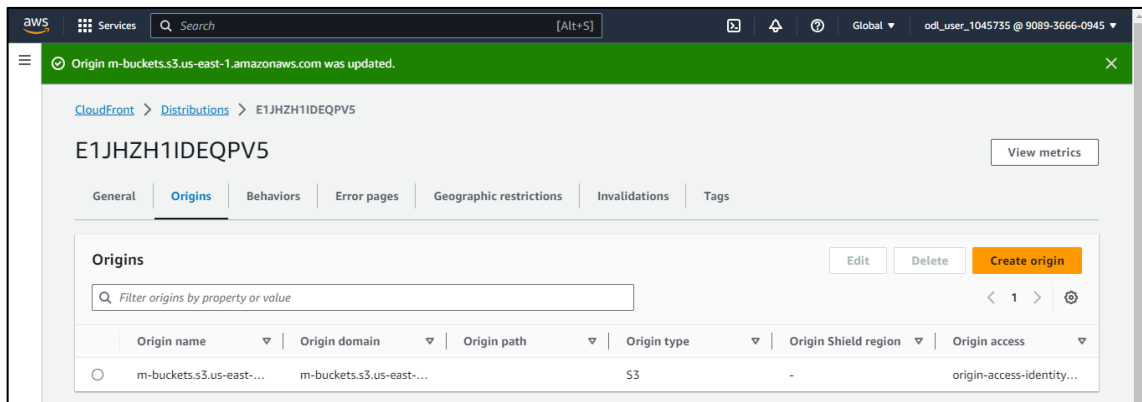 aws Services Search [Alt+S] Global odl_user_1045735 @ 9089-3666-0945
Origin m-buckets.s3.us-east-1.amazonaws.com was updated.
CloudFront > Distributions > E1JHZH1IDEQPV5
E1JHZH1IDEQPV5 View metrics
General Origins Behaviors Error pages Geographic restrictions Invalidations Tags
Origins Edit Delete Create origin
Filter origins by property or value < 1 >
Origin name Origin domain Origin path Origin type Origin Shield region Origin access
m-buckets.s3.us-east-... m-buckets.s3.us-east-... S3 - origin-access-identity...